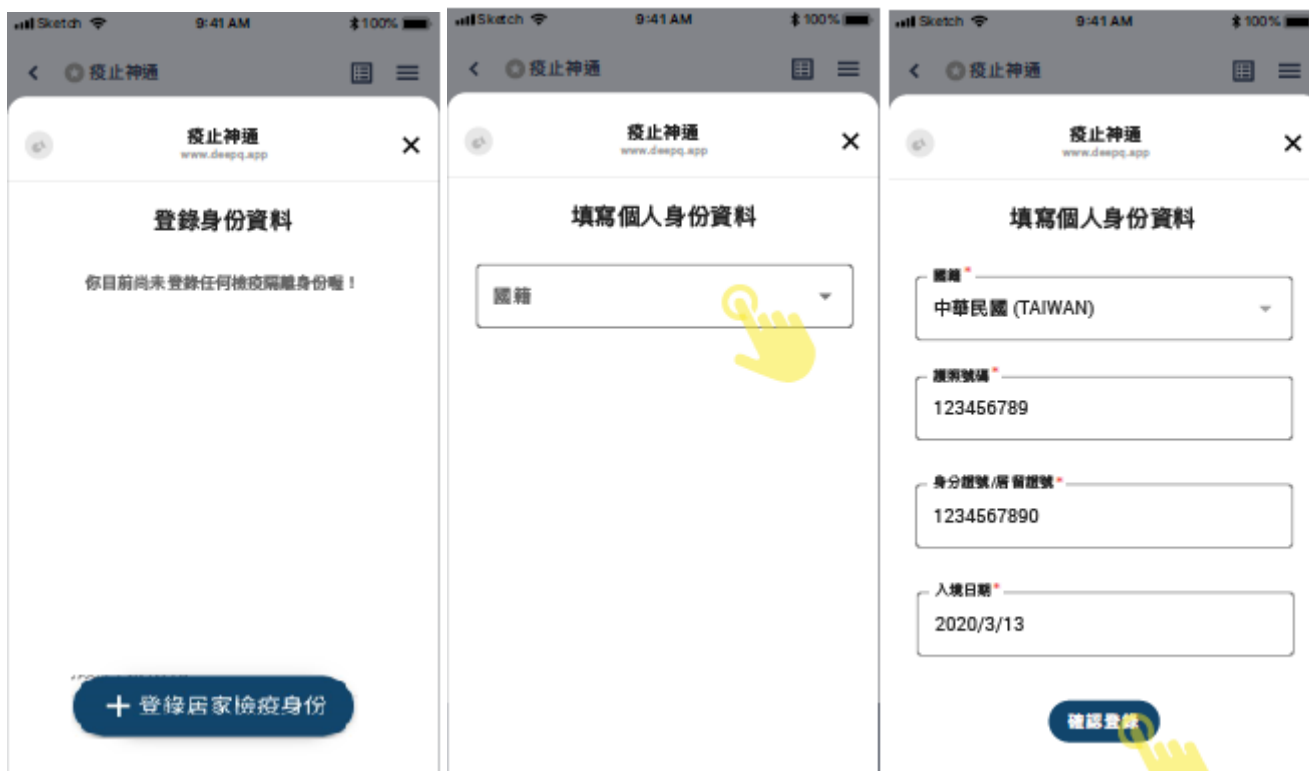 Sketch 9:41 AM 100%
疫止神通
疫止神通
www.deepq.app
登錄身份資料
你目前尚未登錄任何檢疫隔離身份喔！
＋登錄居家檢疫身份
Sketch 9:41 AM 100%
疫止神通
疫止神通
www.deepq.app
填寫個人身份資料
國籍
Sketch 9:41 AM 100%
疫止神通
疫止神通
www.deepq.app
填寫個人身份資料
國籍*
中華民國 (TAIWAN)
護照號碼*
123456789
身分證號/居留證號*
1234567890
入境日期*
2020/3/13
確認登錄